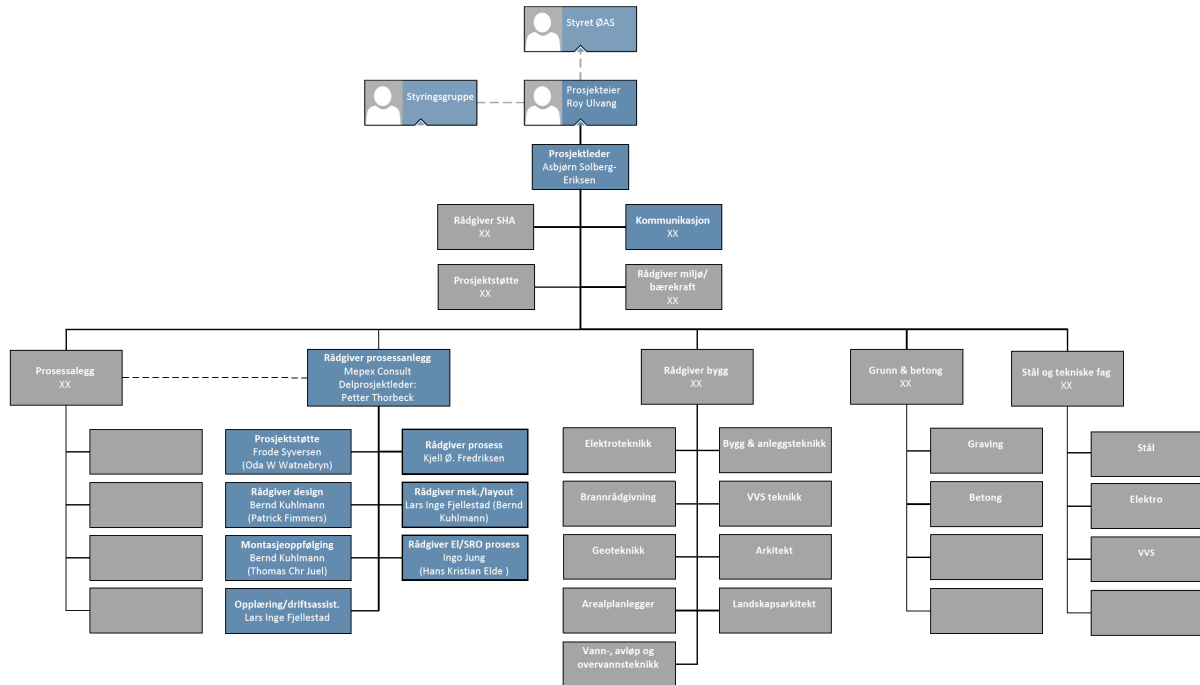 Styret ØAS
Styringsgruppe
Prosjekteier
Roy Ulvang
Prosjektleder
Asbjørn Solberg-
Eriksen
Rådgiver SHA
XX
Kommunikasjon
XX
Prosjektstøtte
XX
Rådgiver miljø/
bærekraft
XX
Prosessalegg
XX
Rådgiver prosessanlegg
Mepex Consult
Delprosjektleder:
Petter Thorbeck
Rådgiver bygg
XX
Grunn & betong
XX
Stål og tekniske fag
XX
Prosjektstøtte
Frode Syversen
(Oda W Watnebryn)
Rådgiver prosess
Kjell Ø. Fredriksen
Rådgiver design
Bernd Kuhlmann
(Patrick Fimmers)
Rådgiver mek./layout
Lars Inge Fjellestad (Bernd
Kuhlmann)
Montasjeoppfølging
Bernd Kuhlmann
(Thomas Chr Juel)
Rådgiver El/SRO prosess
Ingo Jung
(Hans Kristian Elde )
Opplæring/driftsassist.
Lars Inge Fjellestad
Elektroteknikk
Bygg & anleggsteknikk
Brannrådgivning
VVS teknikk
Geoteknikk
Arkitekt
Arealplanlegger
Landskapsarkitekt
Vann-, avløp og
overvannsteknikk
Graving
Betong
Stål
Elektro
VVS